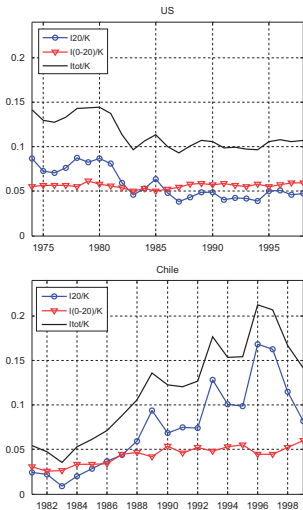 US
0.2
0.15
0.1
0.05
0
I20/K
I(0-20)/K
Itot/K
1975 1980 1985 1990 1995
Chile
0.2
0.15
0.1
0.05
0
I20/K
I(0-20)/K
Itot/K
1982 1984 1986 1988 1990 1992 1994 1996 1998